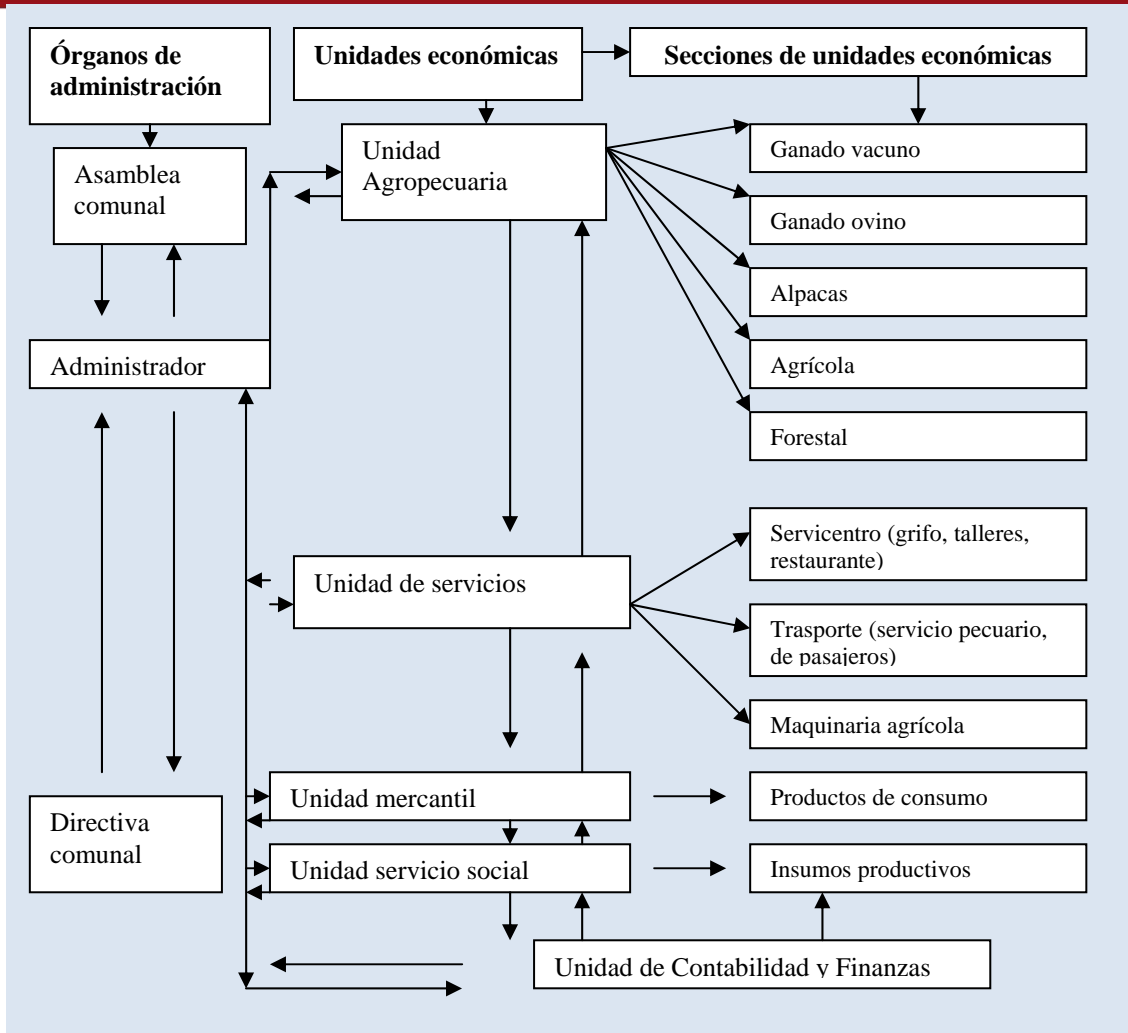 Órganos de
administración
Unidades económicas
Secciones de unidades económicas
Asamblea
comunal
Unidad
Agropecuaria
Ganado vacuno
Ganado ovino
Alpacas
Administrador
Agrícola
Forestal
Unidad de servicios
Servicentro (grifo, talleres,
restaurante)
Trasporte (servicio pecuario,
de pasajeros)
Maquinaria agrícola
Directiva
comunal
Unidad mercantil
Productos de consumo
Unidad servicio social
Insumos productivos
Unidad de Contabilidad y Finanzas